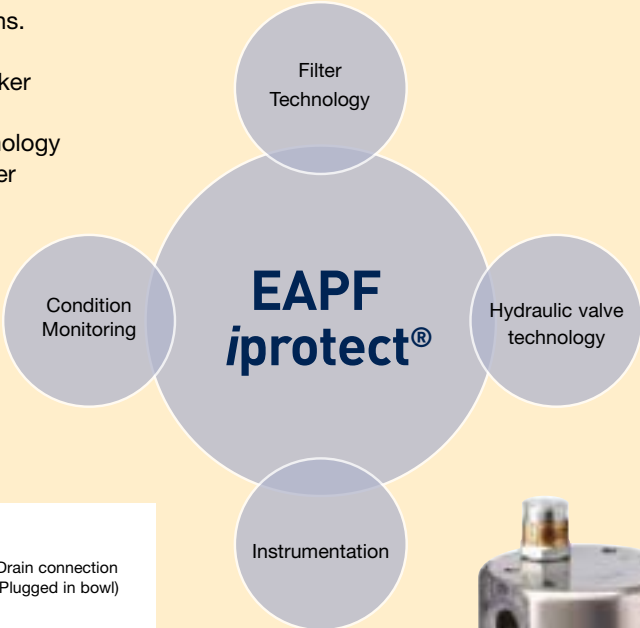 ns.
ker
nology
er
Filter
Technology
Condition
Monitoring
EAPF
iprotect®
Hydraulic valve
technology
Instrumentation
Drain connection
Plugged in bowl)